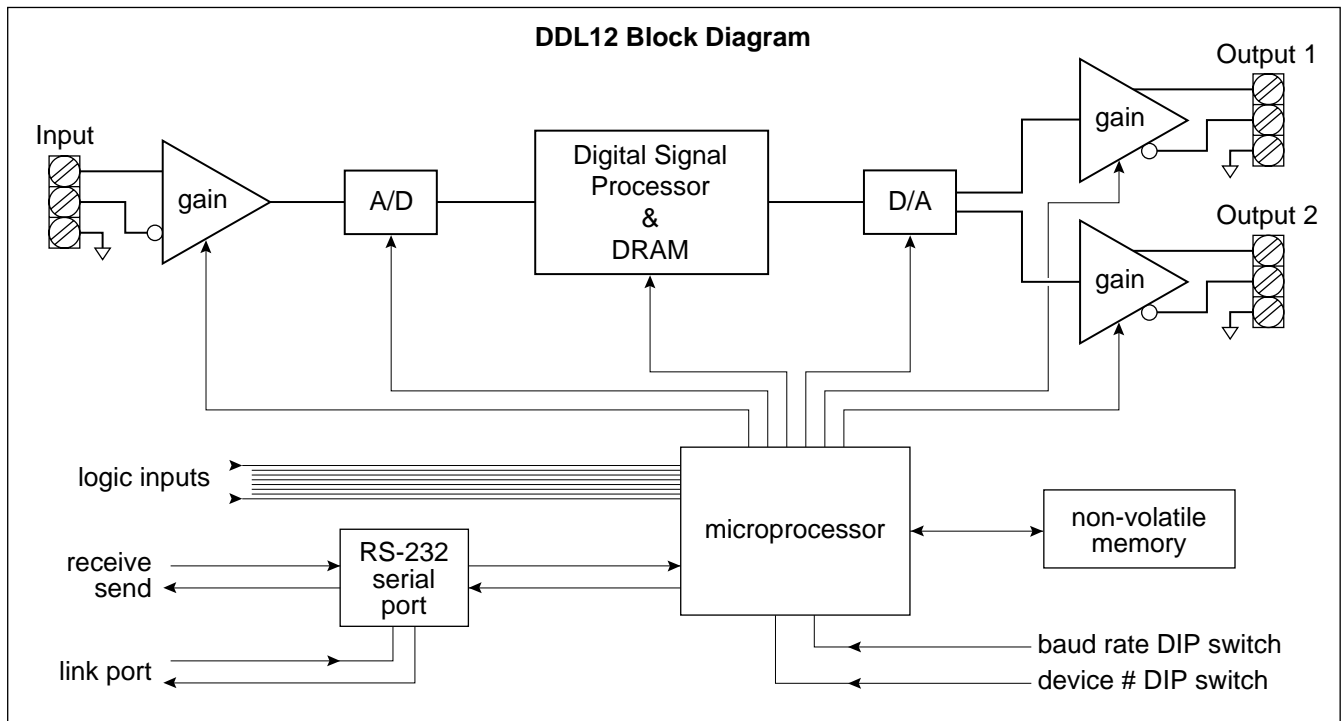 DDL12 Block Diagram
Output 1
Input
gain
A/D
Digital Signal
Processor
&
DRAM
D/A
gain
Output 2
gain
logic inputs
microprocessor
non-volatile
memory
receive
send
RS-232
serial
port
link port
baud rate DIP switch
device # DIP switch